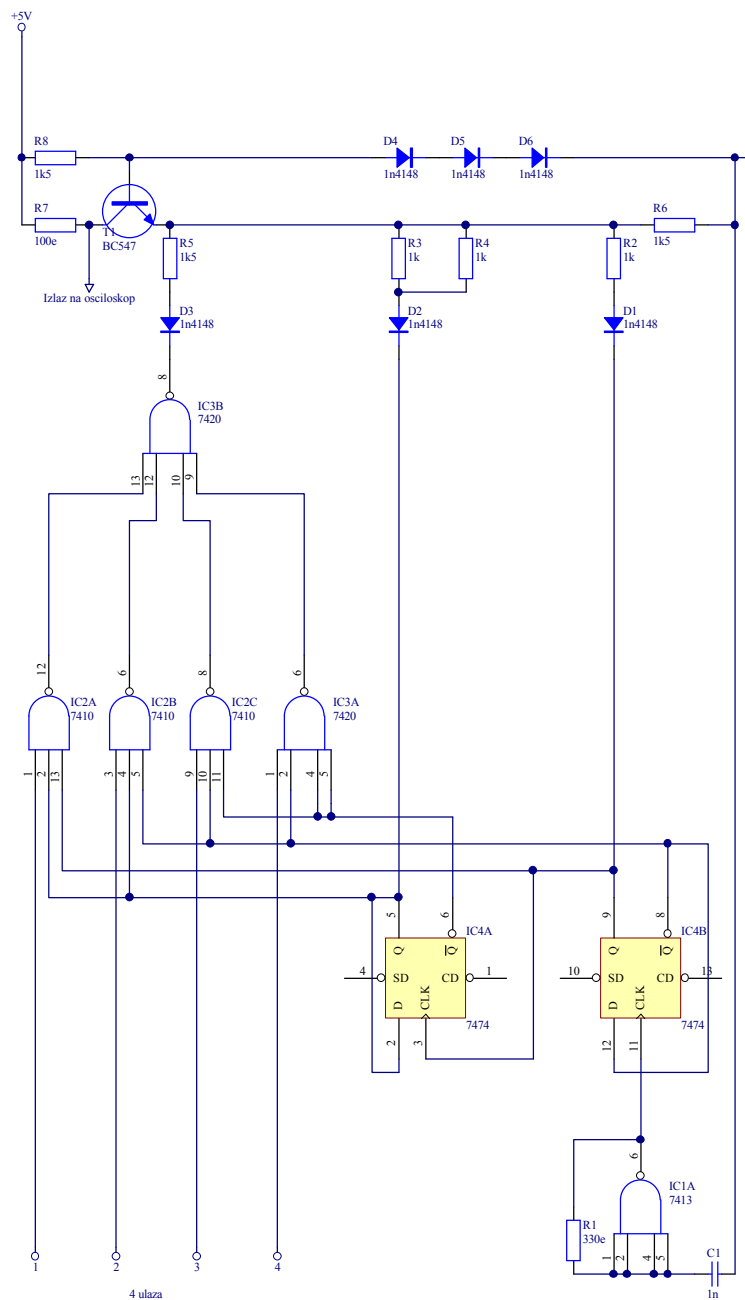 +5V
R8
1k5
D4
1n4148
D5
1n4148
D6
1n4148
R7
100e
T1
BC547
R6
1k5
R5
1k5
R3
1k
R4
1k
R2
1k
Izlaz na osciloskop
D3
1n4148
D2
1n4148
D1
1n4148
8
IC3B
7420
13
12
10
9
12
IC2A
7410
6
IC2B
7410
8
IC2C
7410
6
IC3A
7420
1
2
13
3
4
5
9
10
11
1
2
4
5
5
6
IC4A
Q
Q
4
SD
CD
1
D
CLK
7474
2
3
9
8
IC4B
Q
Q
10
SD
CD
13
D
CLK
7474
12
11
6
IC1A
7413
R1
330e
1
2
4
5
C1
1n
1
2
3
4
4 ulaza